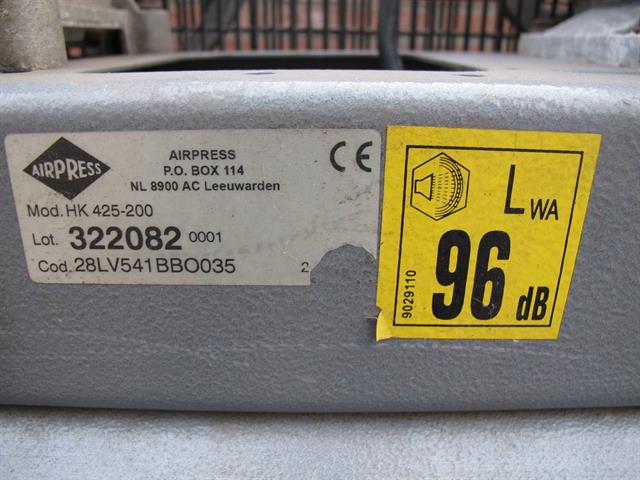 AIRPRESS
AIRPRESS
P.O. BOX 114
NL 8900 AC Leeuwarden
CE
Mod. HK 425-200
Lot. 322082 0001
Cod. 28LV541BBO035
2
LWA
96 dB
9029110